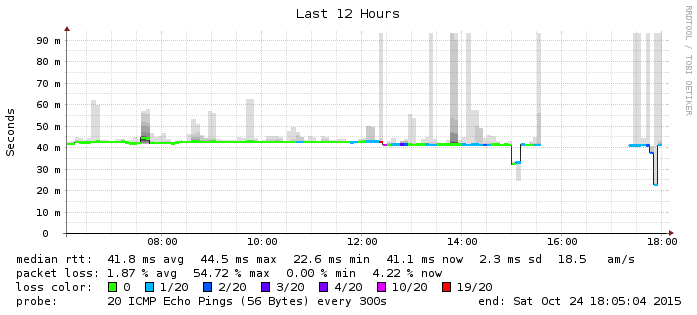 Last 12 Hours
RRDTOOL / TOBI OETIKER
Seconds
90 m
80 m
70 m
60 m
50 m
40 m
30 m
20 m
10 m
0
08:00 10:00 12:00 14:00 16:00 18:00
median rtt: 41.8 ms avg 44.5 ms max 22.6 ms min 41.1 ms now 2.3 ms sd 18.5 am/s
packet loss: 1.87 % avg 54.72 % max 0.00 % min 4.22 % now
loss color: 0 1/20 2/20 3/20 4/20 10/20 19/20
probe: 20 ICMP Echo Pings (56 Bytes) every 300s end: Sat Oct 24 18:05:04 2015